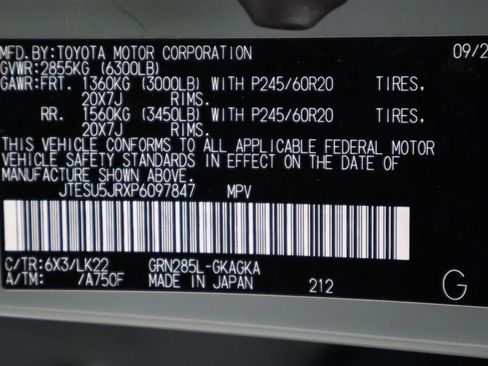 MFD.BY:TOYOTA MOTOR CORPORATION 09/2
GVWR:2855KG (6300LB)
GAWR:FRT. 1360KG (3000LB) WITH P245/60R20 TIRES,
20X7J RIMS.
RR. 1560KG (3450LB) WITH P245/60R20 TIRES,
20X7J RIMS.
THIS VEHICLE CONFORMS TO ALL APPLICABLE FEDERAL MOTOR
VEHICLE SAFETY STANDARDS IN EFFECT ON THE DATE OF
MANUFACTURE SHOWN ABOVE.
JTESU5JRXP6097847 MPV
C/TR:6X3/LK22 GRN285L-GKAGKA
A/TM: /A750F MADE IN JAPAN 212 G